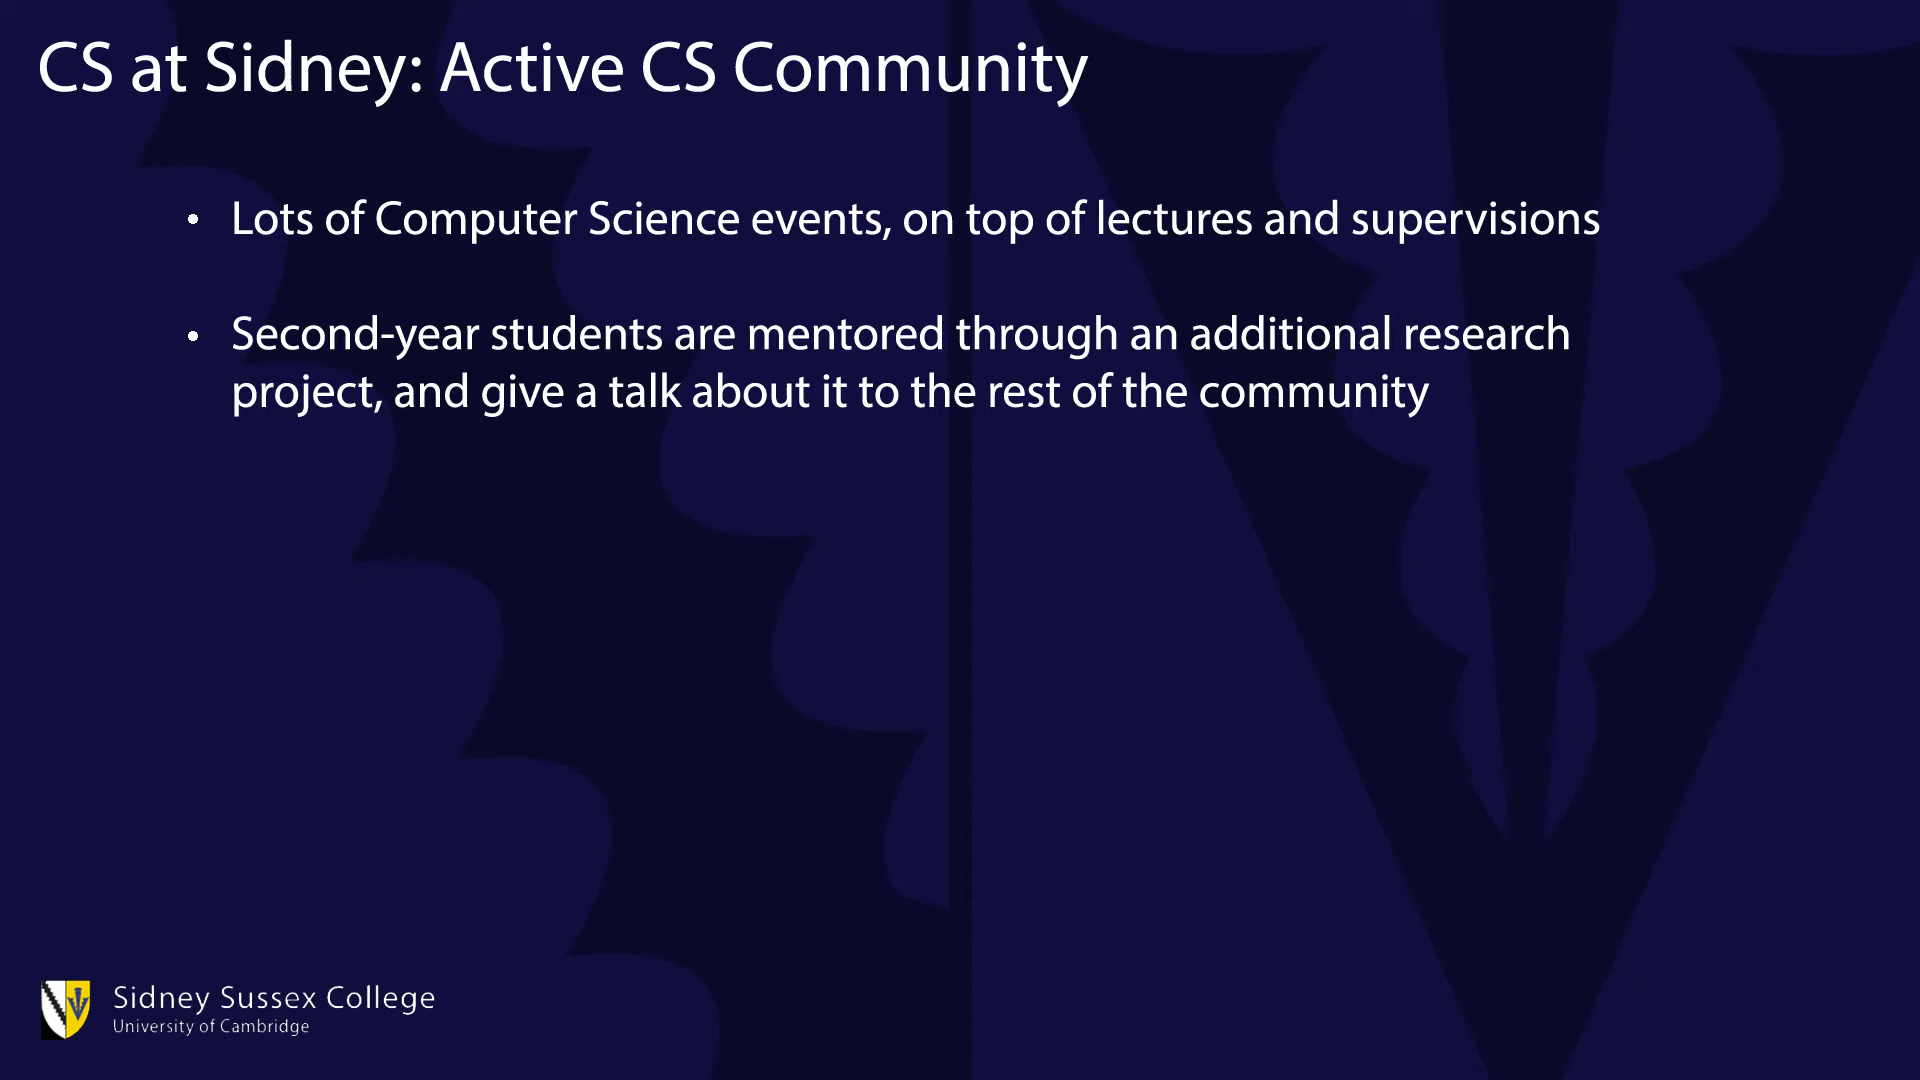 CS at Sidney: Active CS Community
• Lots of Computer Science events, on top of lectures and supervisions
• Second-year students are mentored through an additional research
project, and give a talk about it to the rest of the community
Sidney Sussex College
University of Cambridge